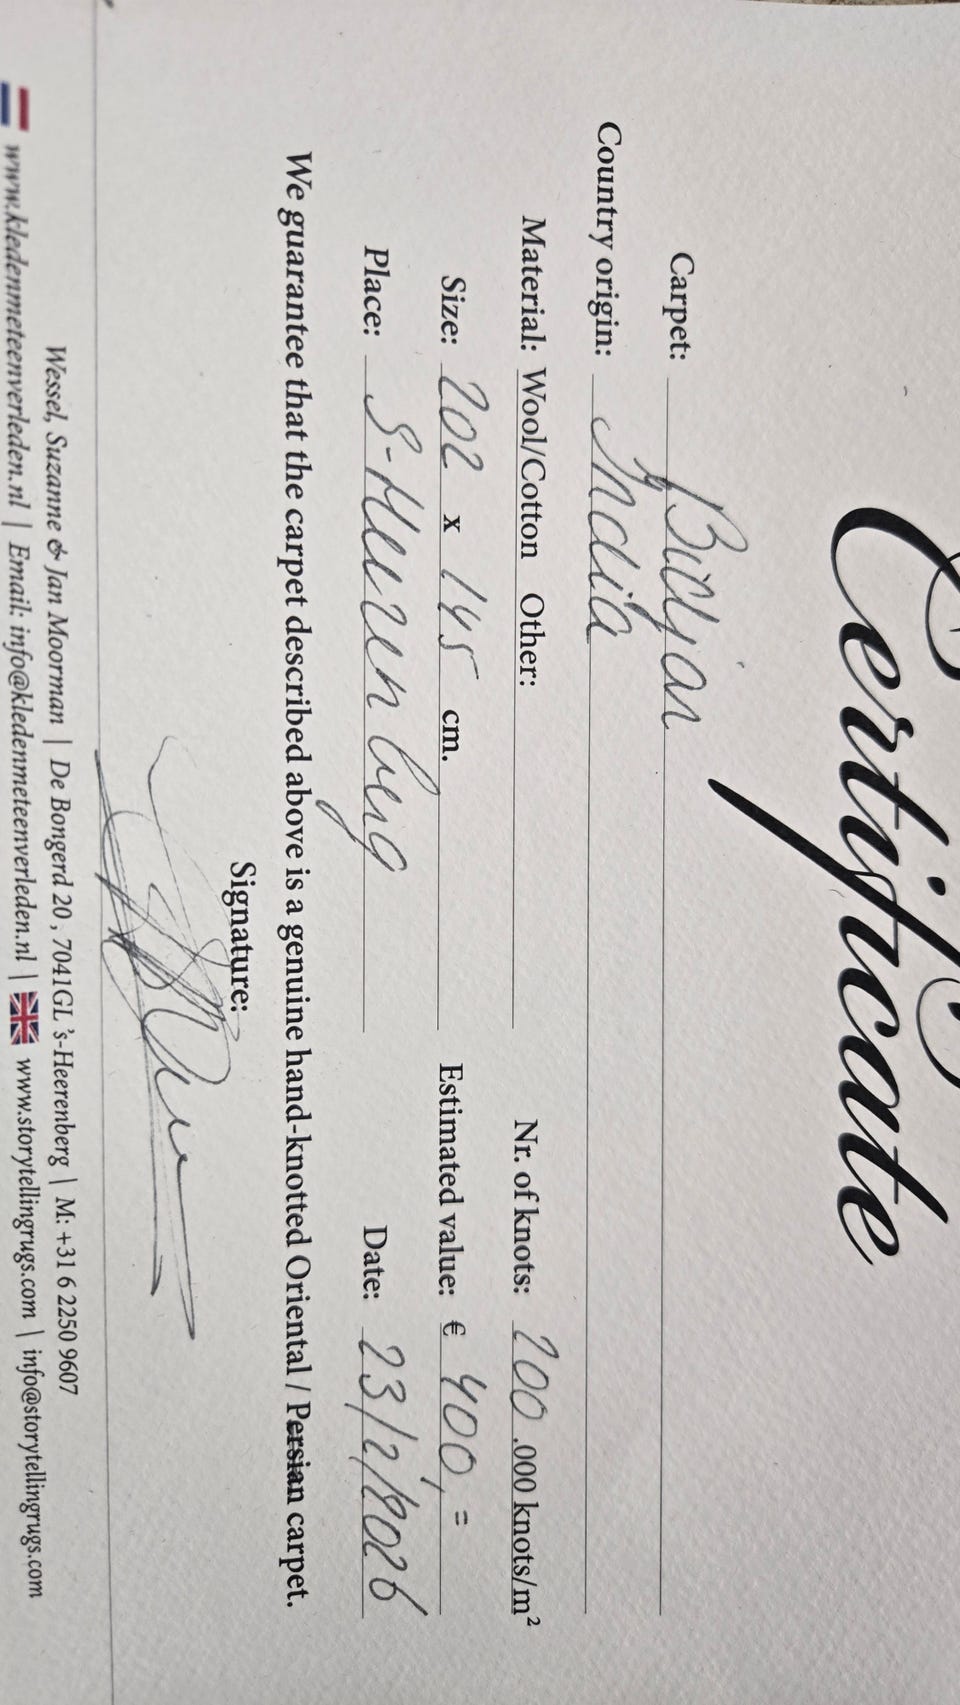 Certificate
Carpet: Bidjar
Country origin: India
Material: Wool/Cotton Other: Nr. of knots: 200.000 knots/m²
Size: 202 x 145 cm. Estimated value: € 400,=
Place: S-Heerenberg Date: 23/2/2026
We guarantee that the carpet described above is a genuine hand-knotted Oriental / Persian carpet.
Signature:
Wessel, Suzanne & Jan Moorman | De Bongerd 20, 7041GL 's-Heerenberg | M: +31 6 2250 9607
www.kledenmeteenverleden.nl | Email: info@kledenmeteenverleden.nl | www.storytellingrugs.com | info@storytellingrugs.com